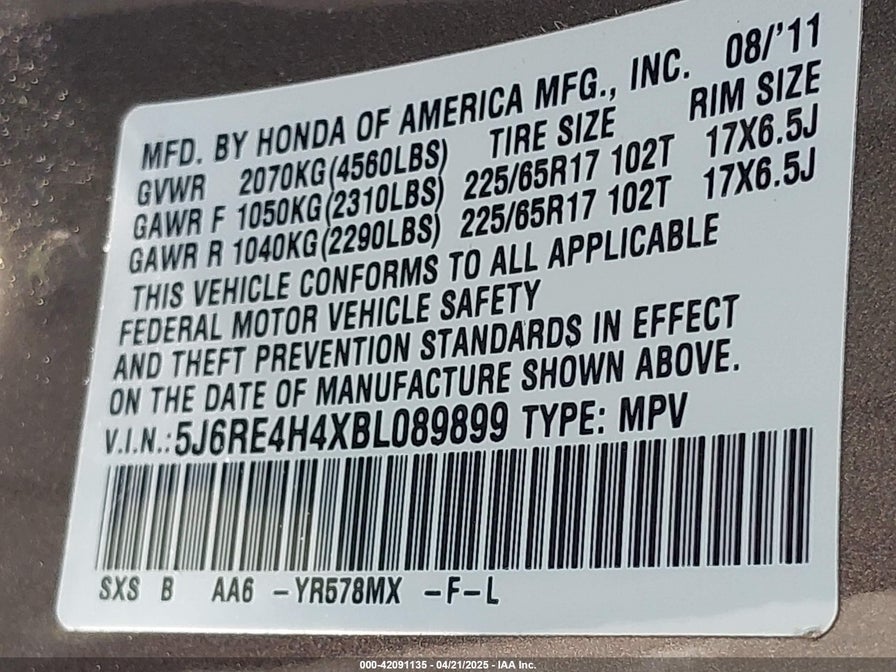 MFD. BY HONDA OF AMERICA MFG., INC. 08/'11
GVWR 2070KG(4560LBS) TIRE SIZE RIM SIZE
GAWR F 1050KG(2310LBS) 225/65R17 102T 17X6.5J
GAWR R 1040KG(2290LBS) 225/65R17 102T 17X6.5J
THIS VEHICLE CONFORMS TO ALL APPLICABLE
FEDERAL MOTOR VEHICLE SAFETY
AND THEFT PREVENTION STANDARDS IN EFFECT
ON THE DATE OF MANUFACTURE SHOWN ABOVE.
V.I.N.:5J6RE4H4XBL089899 TYPE: MPV
SXS B AA6 -YR578MX -F-L
000-42091135 - 04/21/2025 - IAA Inc.